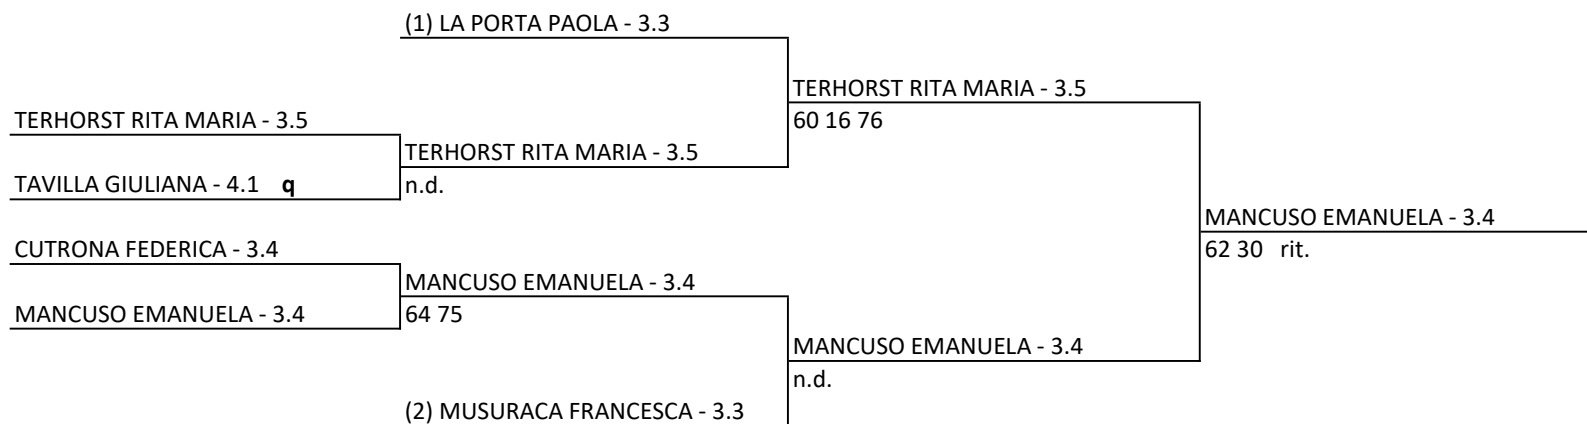 (1) LA PORTA PAOLA - 3.3
TERHORST RITA MARIA - 3.5
60 16 76
TERHORST RITA MARIA - 3.5
TERHORST RITA MARIA - 3.5
n.d.
TAVILLA GIULIANA - 4.1 q
MANCUSO EMANUELA - 3.4
62 30 rit.
CUTRONA FEDERICA - 3.4
MANCUSO EMANUELA - 3.4
64 75
MANCUSO EMANUELA - 3.4
MANCUSO EMANUELA - 3.4
n.d.
(2) MUSURACA FRANCESCA - 3.3